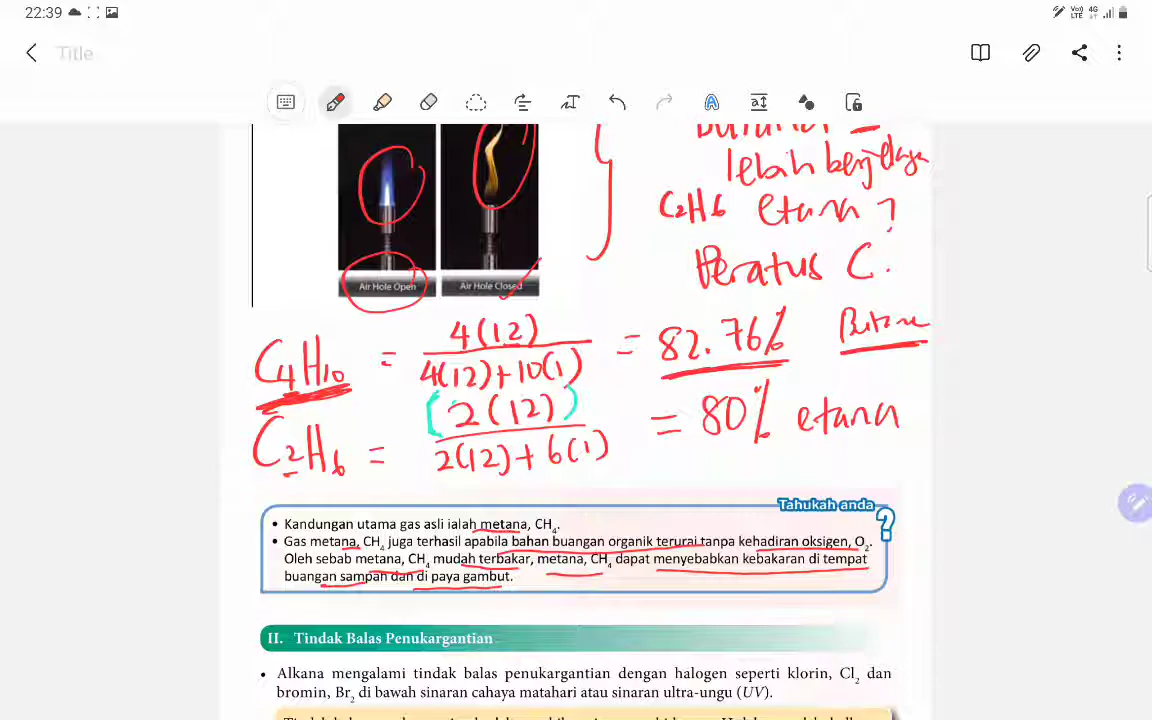 22:39
Vo))
LTE
4G
Title
lebih berjelaga
C2H6 etana ?
Peratus C.
Air Hole Open
Air Hole Closed
C4H10 = 4(12) / 4(12)+10(1) = 82.76% Butana
C2H6 = (2(12)) / 2(12)+6(1) = 80% etana
Tahukah anda
?
• Kandungan utama gas asli ialah metana, CH₄.
• Gas metana, CH₄ juga terhasil apabila bahan buangan organik terurai tanpa kehadiran oksigen, O₂.
Oleh sebab metana, CH₄ mudah terbakar, metana, CH₄ dapat menyebabkan kebakaran di tempat
buangan sampah dan di paya gambut.
II. Tindak Balas Penukargantian
• Alkana mengalami tindak balas penukargantian dengan halogen seperti klorin, Cl₂ dan
bromin, Br₂ di bawah sinaran cahaya matahari atau sinaran ultra-ungu (UV).